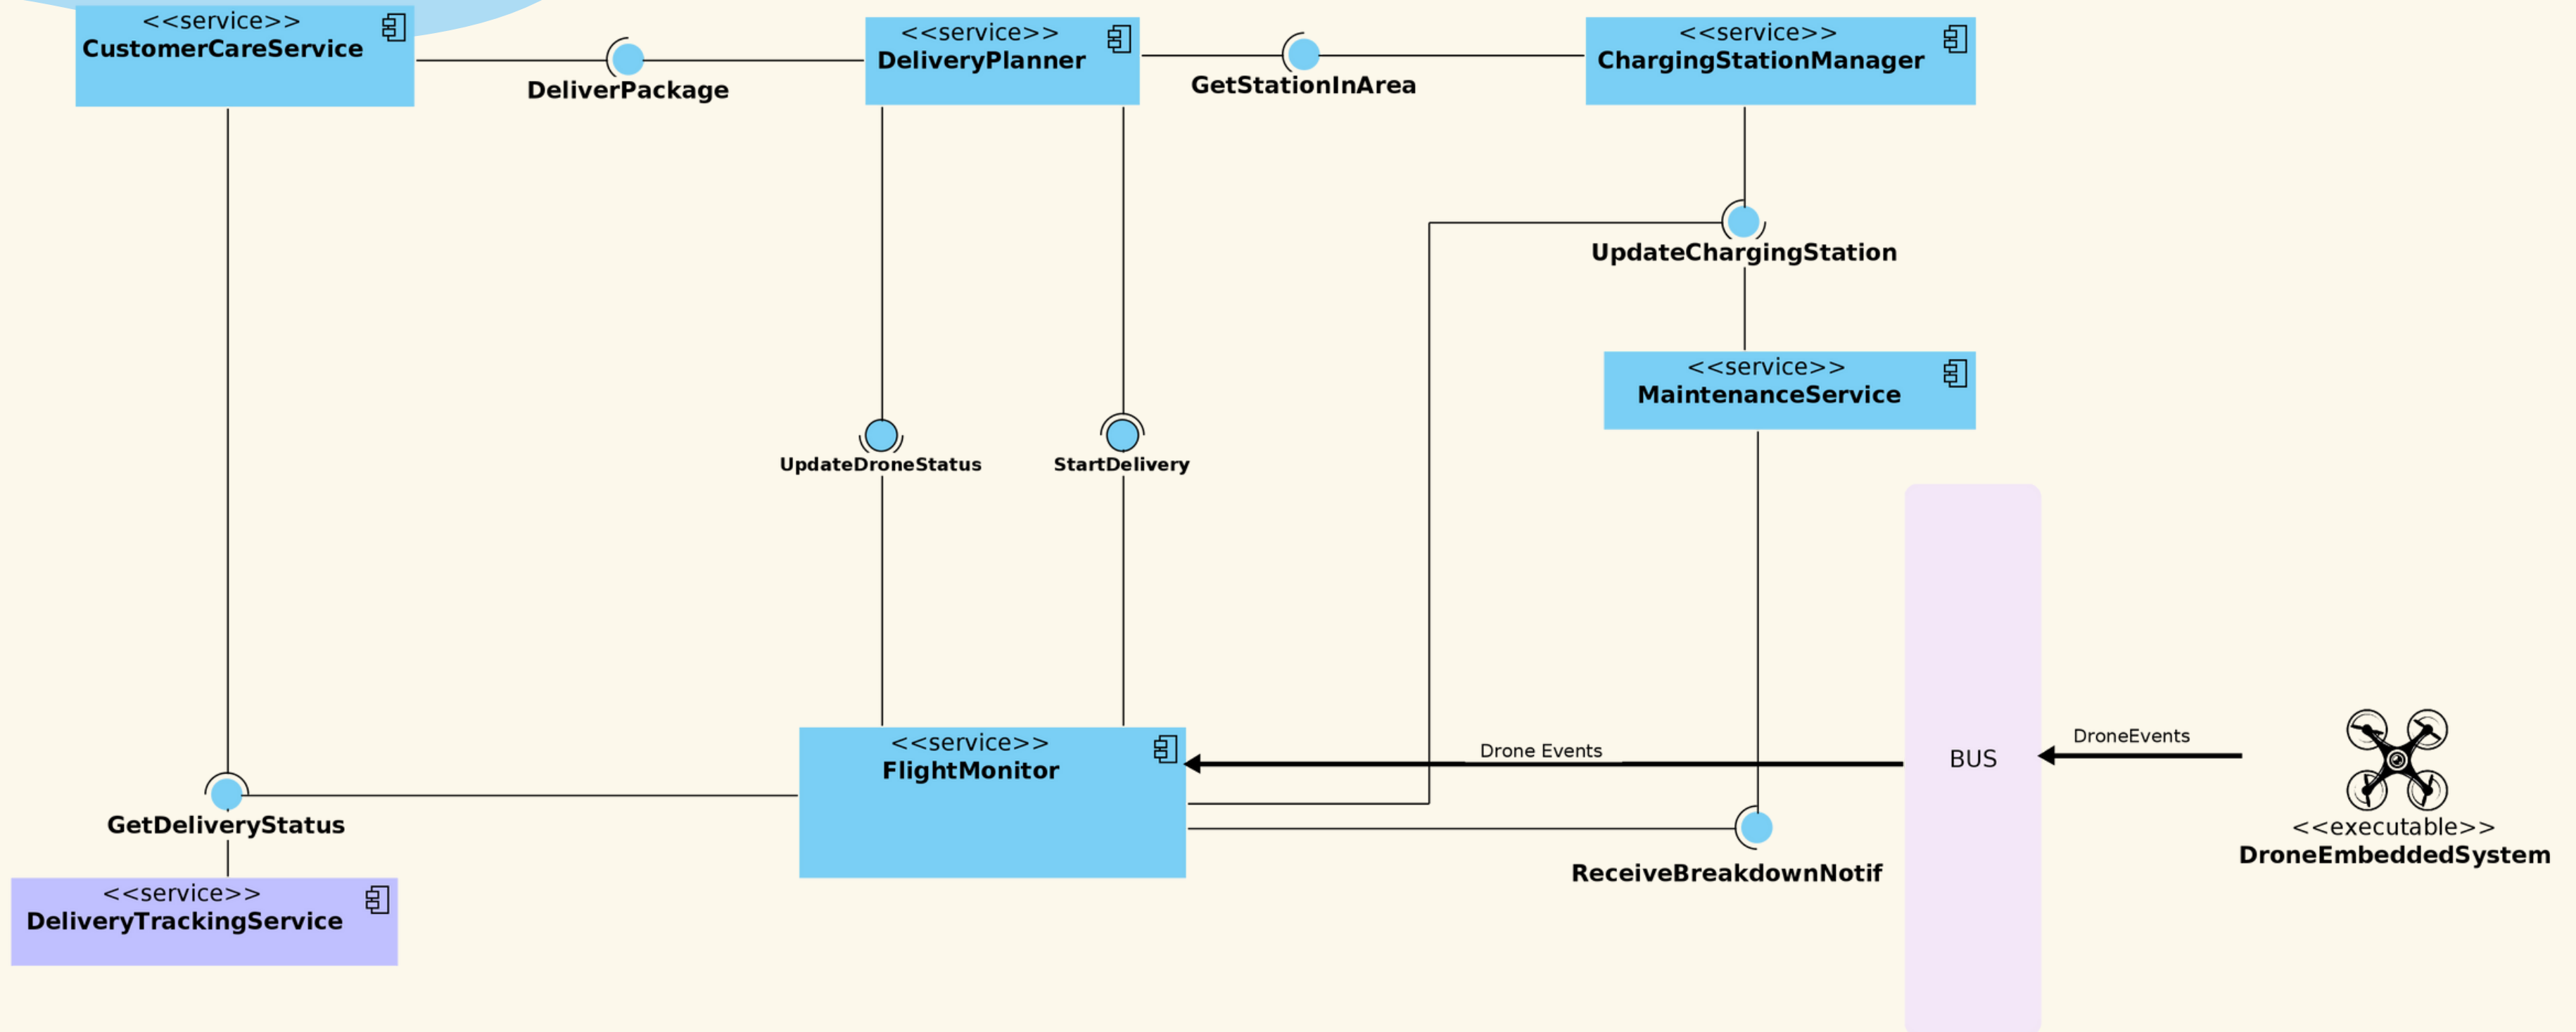 <<service>>
CustomerCareService
DeliverPackage
<<service>>
DeliveryPlanner
GetStationInArea
<<service>>
ChargingStationManager
UpdateChargingStation
<<service>>
MaintenanceService
UpdateDroneStatus
StartDelivery
<<service>>
FlightMonitor
Drone Events
BUS
DroneEvents
<<executable>>
DroneEmbeddedSystem
GetDeliveryStatus
ReceiveBreakdownNotif
<<service>>
DeliveryTrackingService